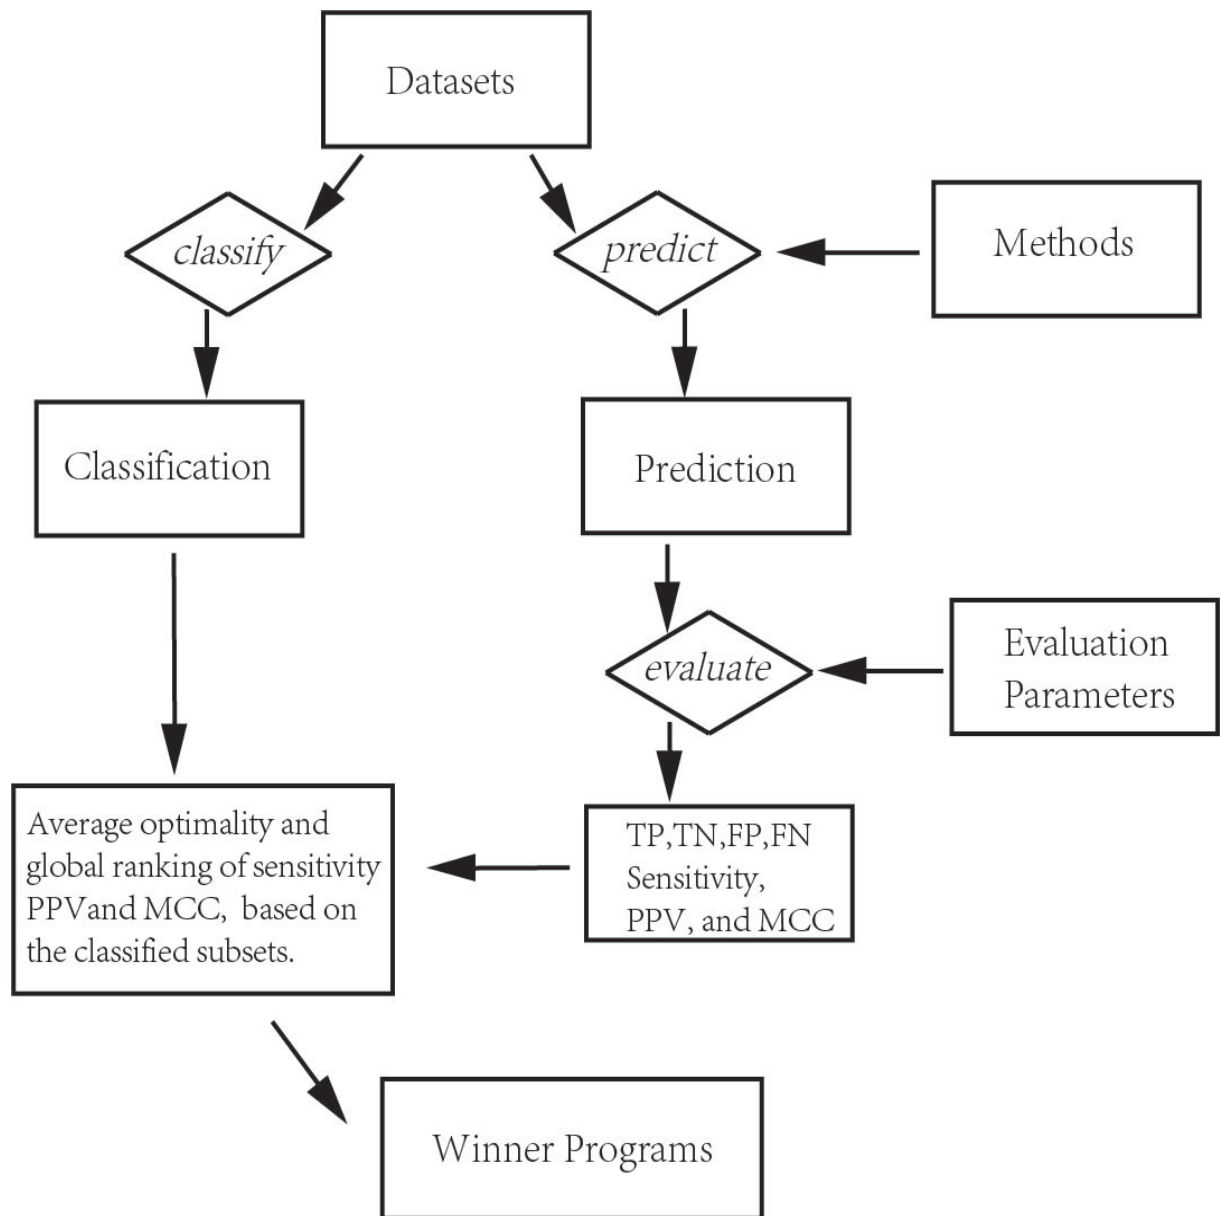 Datasets
classify
predict
Methods
Classification
Prediction
evaluate
Evaluation
Parameters
Average optimality and
global ranking of sensitivity
PPVand MCC, based on
the classified subsets.
TP,TN,FP,FN
Sensitivity,
PPV, and MCC
Winner Programs